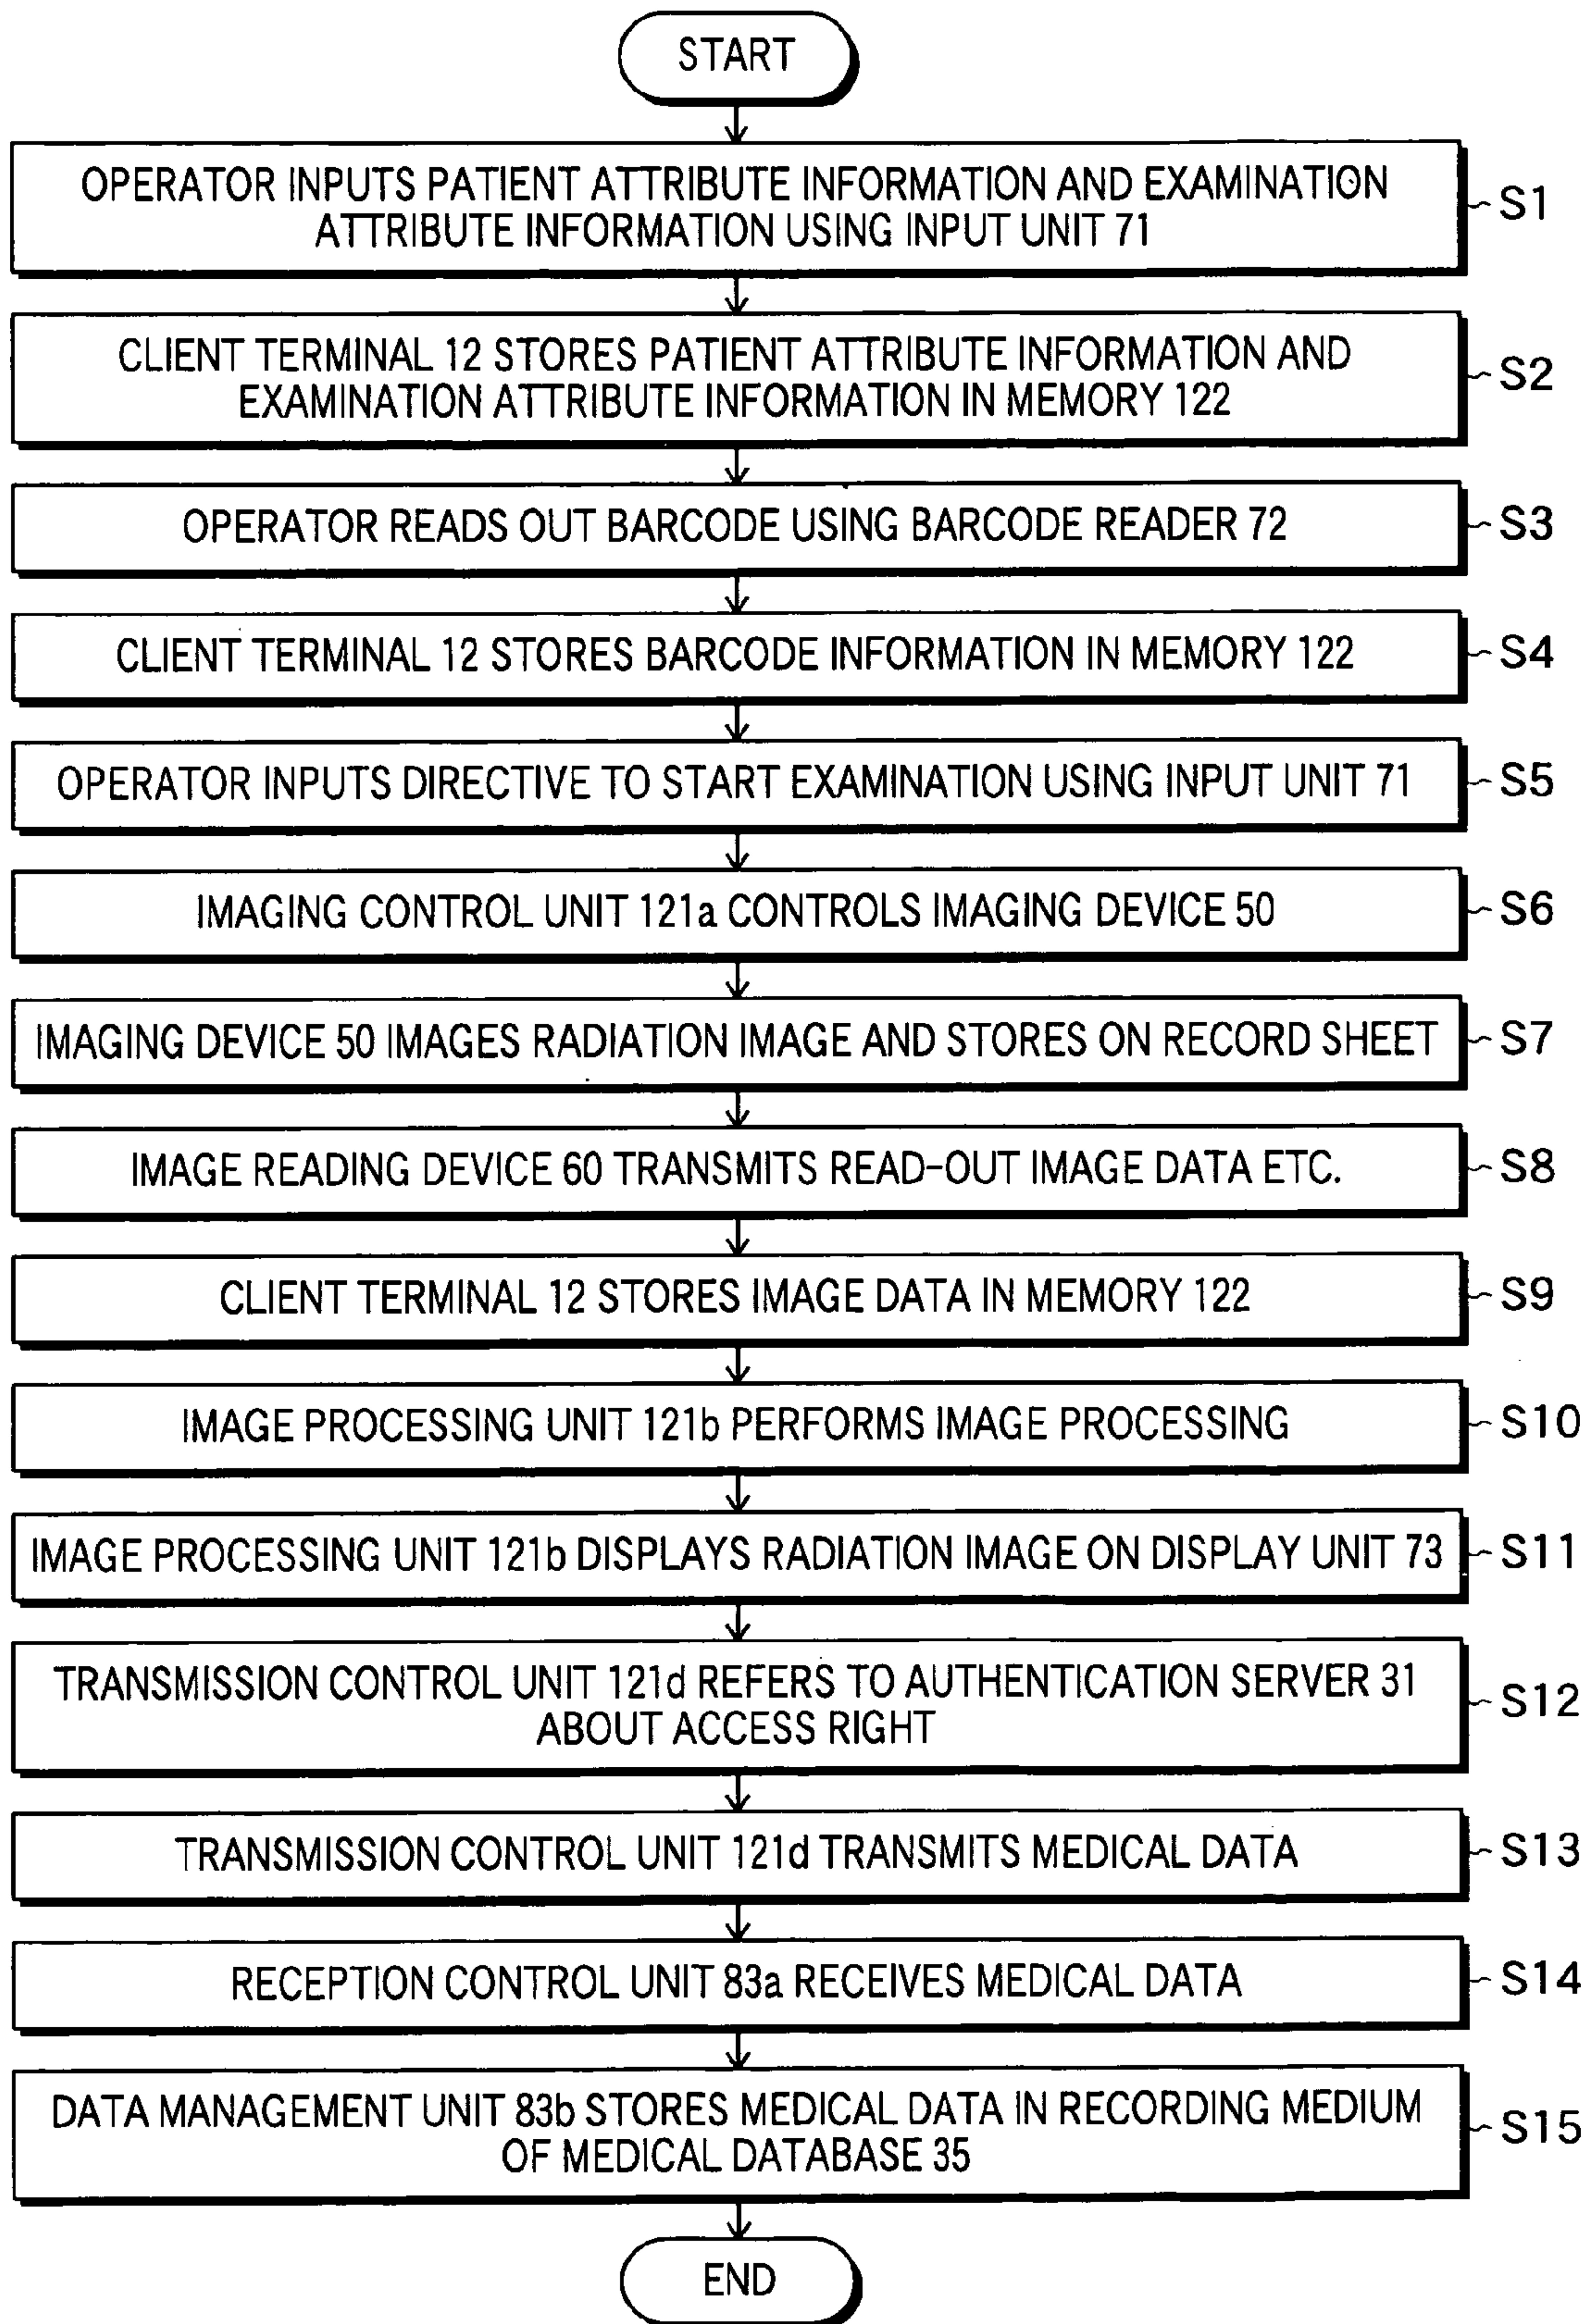 START
OPERATOR INPUTS PATIENT ATTRIBUTE INFORMATION AND EXAMINATION
ATTRIBUTE INFORMATION USING INPUT UNIT 71
S1
CLIENT TERMINAL 12 STORES PATIENT ATTRIBUTE INFORMATION AND
EXAMINATION ATTRIBUTE INFORMATION IN MEMORY 122
S2
OPERATOR READS OUT BARCODE USING BARCODE READER 72
S3
CLIENT TERMINAL 12 STORES BARCODE INFORMATION IN MEMORY 122
S4
OPERATOR INPUTS DIRECTIVE TO START EXAMINATION USING INPUT UNIT 71
S5
IMAGING CONTROL UNIT 121a CONTROLS IMAGING DEVICE 50
S6
IMAGING DEVICE 50 IMAGES RADIATION IMAGE AND STORES ON RECORD SHEET
S7
IMAGE READING DEVICE 60 TRANSMITS READ-OUT IMAGE DATA ETC.
S8
CLIENT TERMINAL 12 STORES IMAGE DATA IN MEMORY 122
S9
IMAGE PROCESSING UNIT 121b PERFORMS IMAGE PROCESSING
S10
IMAGE PROCESSING UNIT 121b DISPLAYS RADIATION IMAGE ON DISPLAY UNIT 73
S11
TRANSMISSION CONTROL UNIT 121d REFERS TO AUTHENTICATION SERVER 31
ABOUT ACCESS RIGHT
S12
TRANSMISSION CONTROL UNIT 121d TRANSMITS MEDICAL DATA
S13
RECEPTION CONTROL UNIT 83a RECEIVES MEDICAL DATA
S14
DATA MANAGEMENT UNIT 83b STORES MEDICAL DATA IN RECORDING MEDIUM
OF MEDICAL DATABASE 35
S15
END